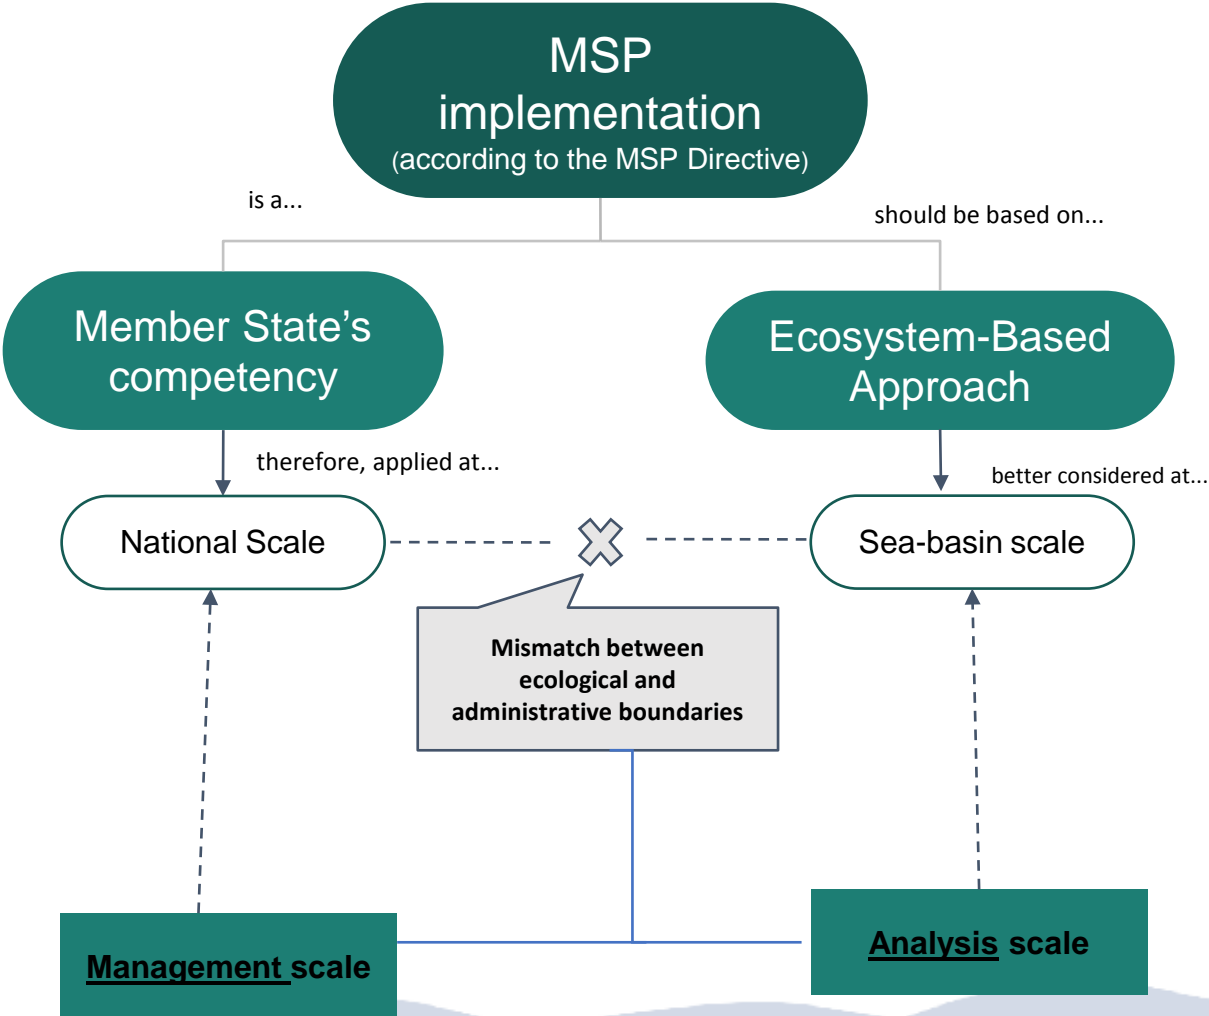 MSP
implementation
(according to the MSP Directive)
is a...
should be based on...
Member State’s
competency
Ecosystem-Based
Approach
therefore, applied at...
better considered at...
National Scale
Sea-basin scale
Mismatch between
ecological and
administrative boundaries
Management scale
Analysis scale